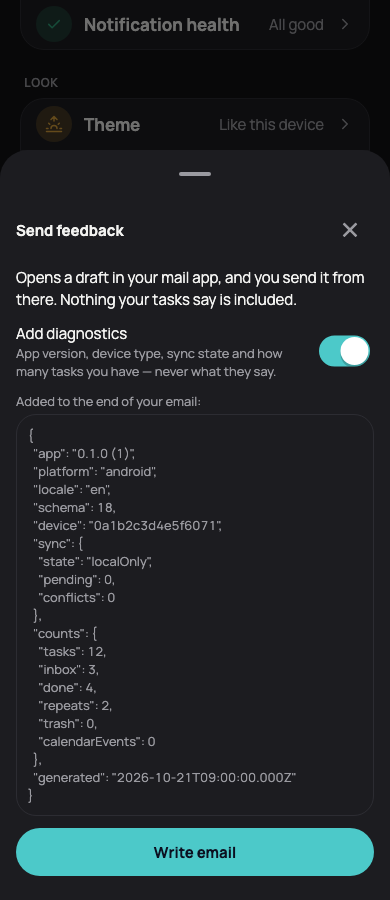 Notification health All good
LOOK
Theme Like this device
Send feedback
Opens a draft in your mail app, and you send it from
there. Nothing your tasks say is included.
Add diagnostics
App version, device type, sync state and how
many tasks you have — never what they say.
Added to the end of your email:
{
"app": "0.1.0 (1)",
"platform": "android",
"locale": "en",
"schema": 18,
"device": "0a1b2c3d4e5f6071",
"sync": {
"state": "localOnly",
"pending": 0,
"conflicts": 0
},
"counts": {
"tasks": 12,
"inbox": 3,
"done": 4,
"repeats": 2,
"trash": 0,
"calendarEvents": 0
},
"generated": "2026-10-21T09:00:00.000Z"
}
Write email